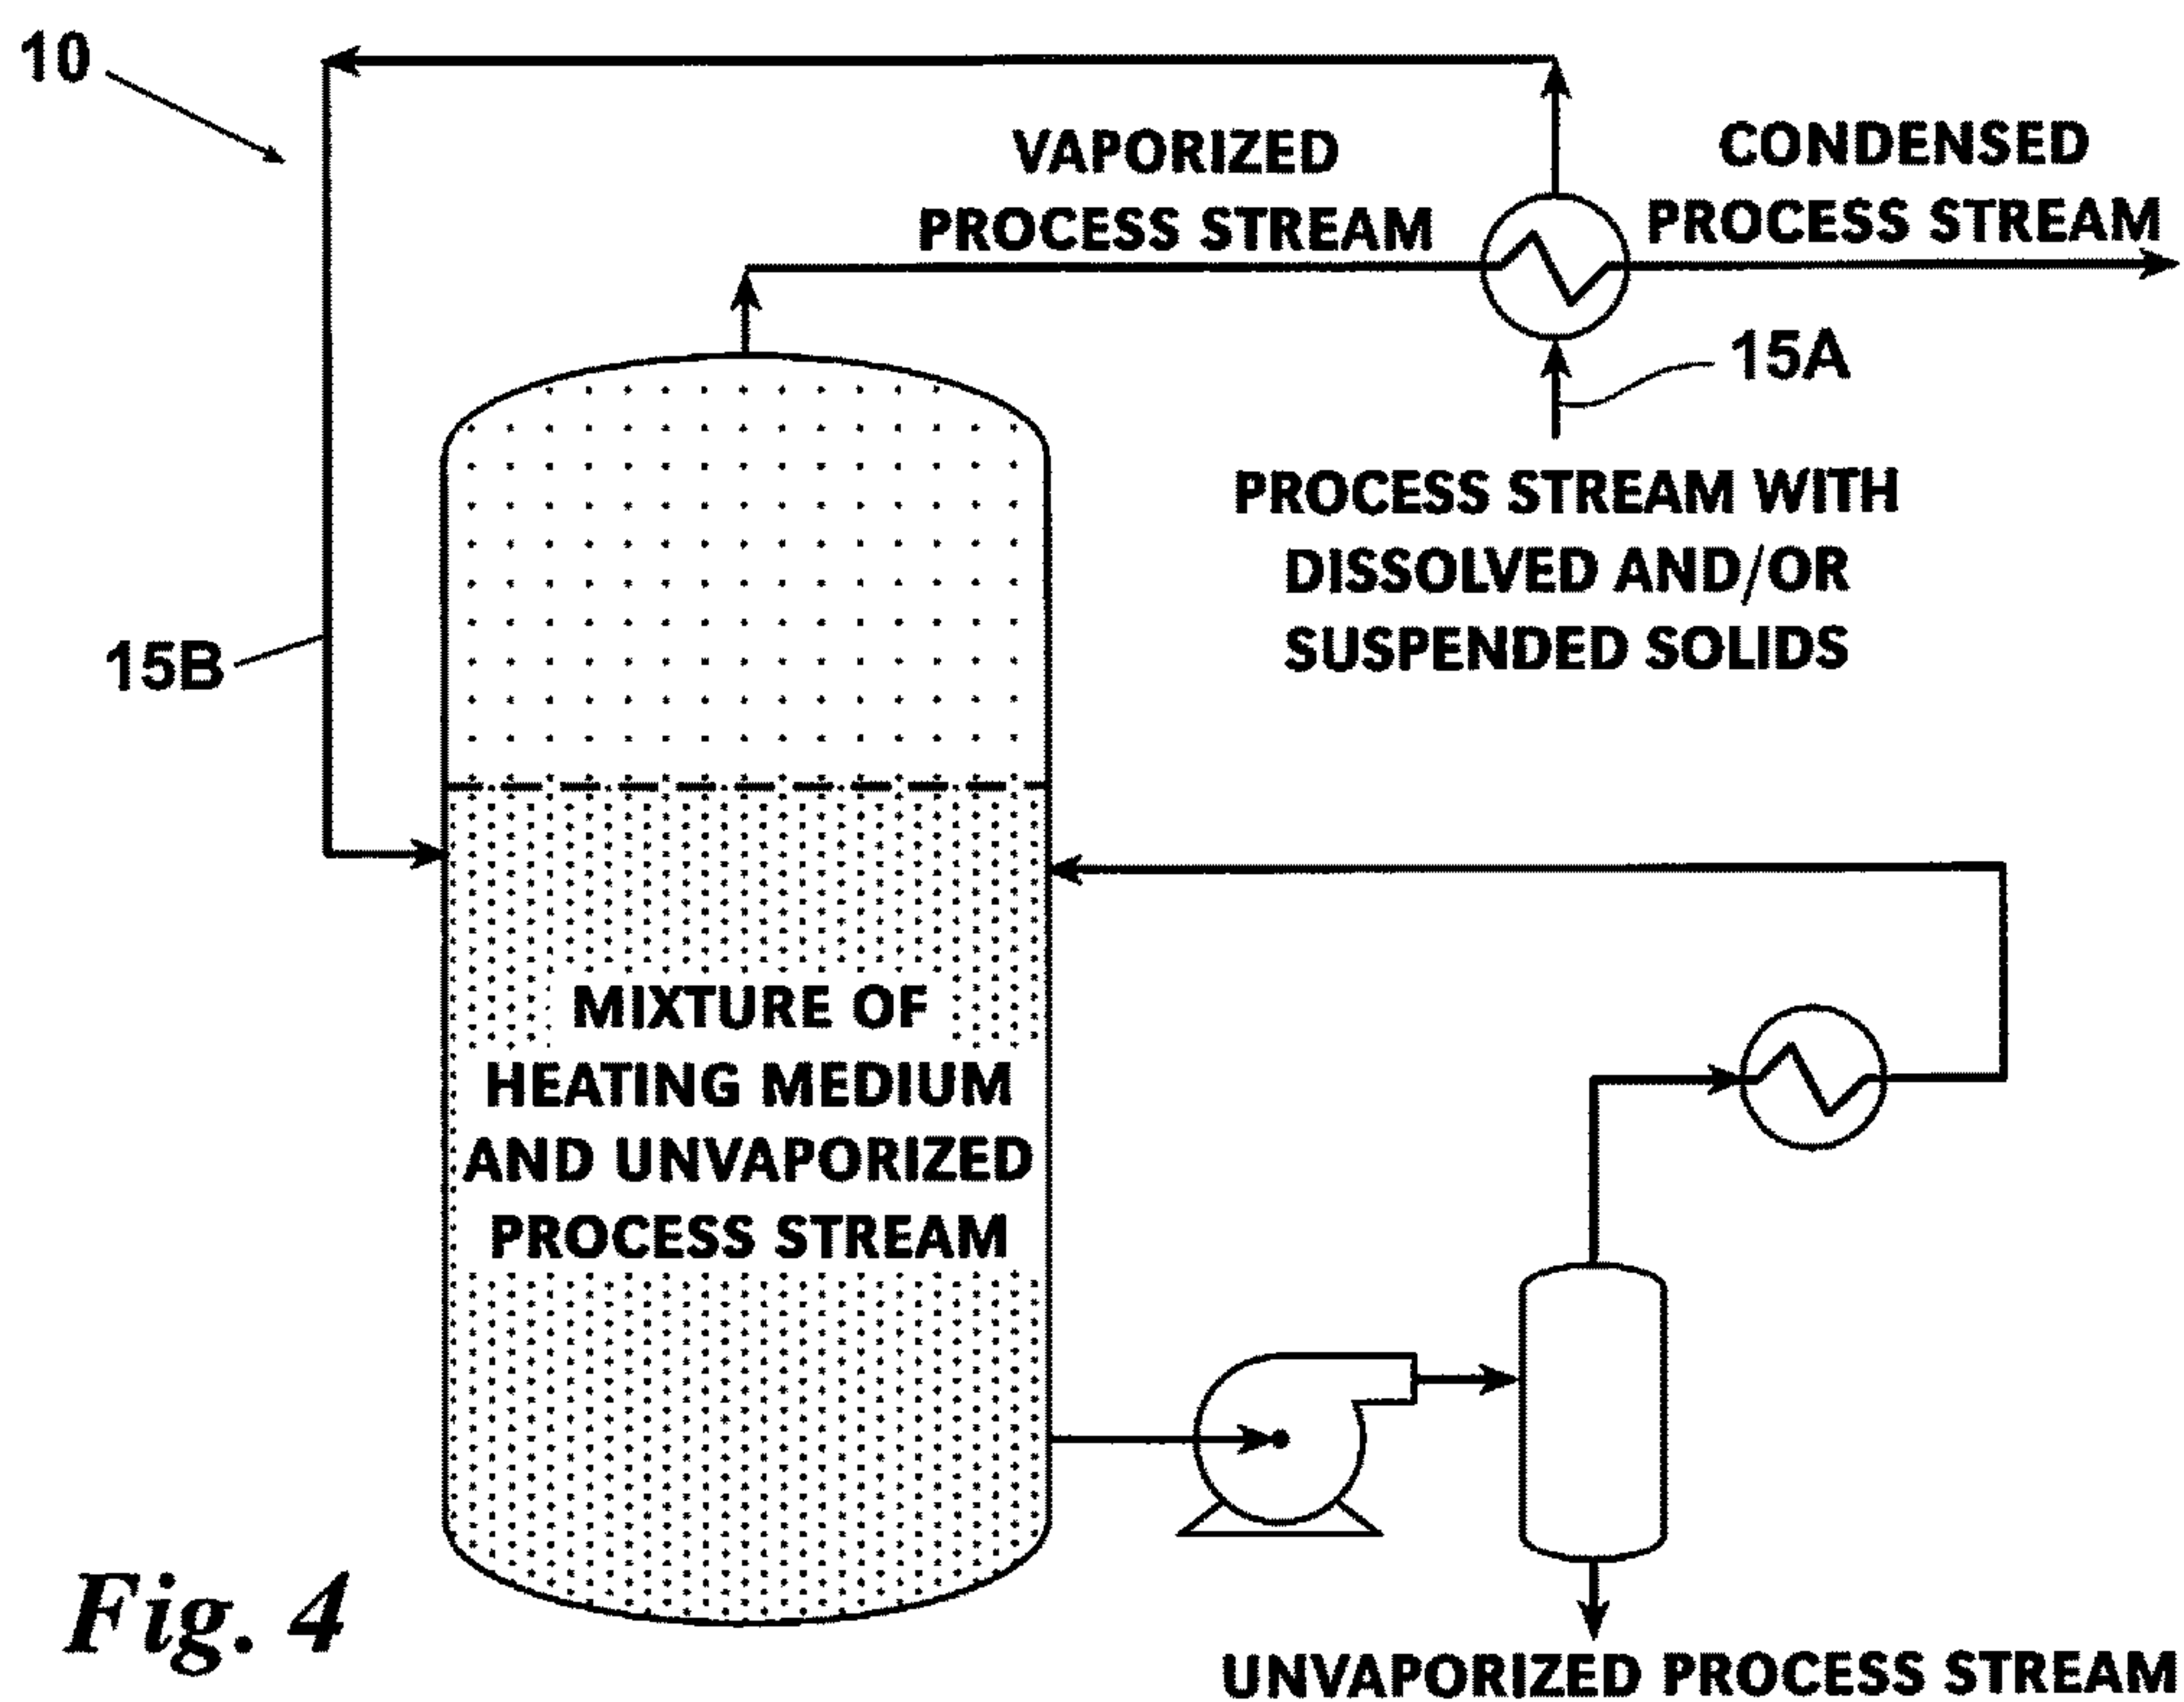 10
VAPORIZED
PROCESS STREAM
CONDENSED
PROCESS STREAM
15A
PROCESS STREAM WITH
DISSOLVED AND/OR
SUSPENDED SOLIDS
15B
MIXTURE OF
HEATING MEDIUM
AND UNVAPORIZED
PROCESS STREAM
UNVAPORIZED PROCESS STREAM
Fig. 4